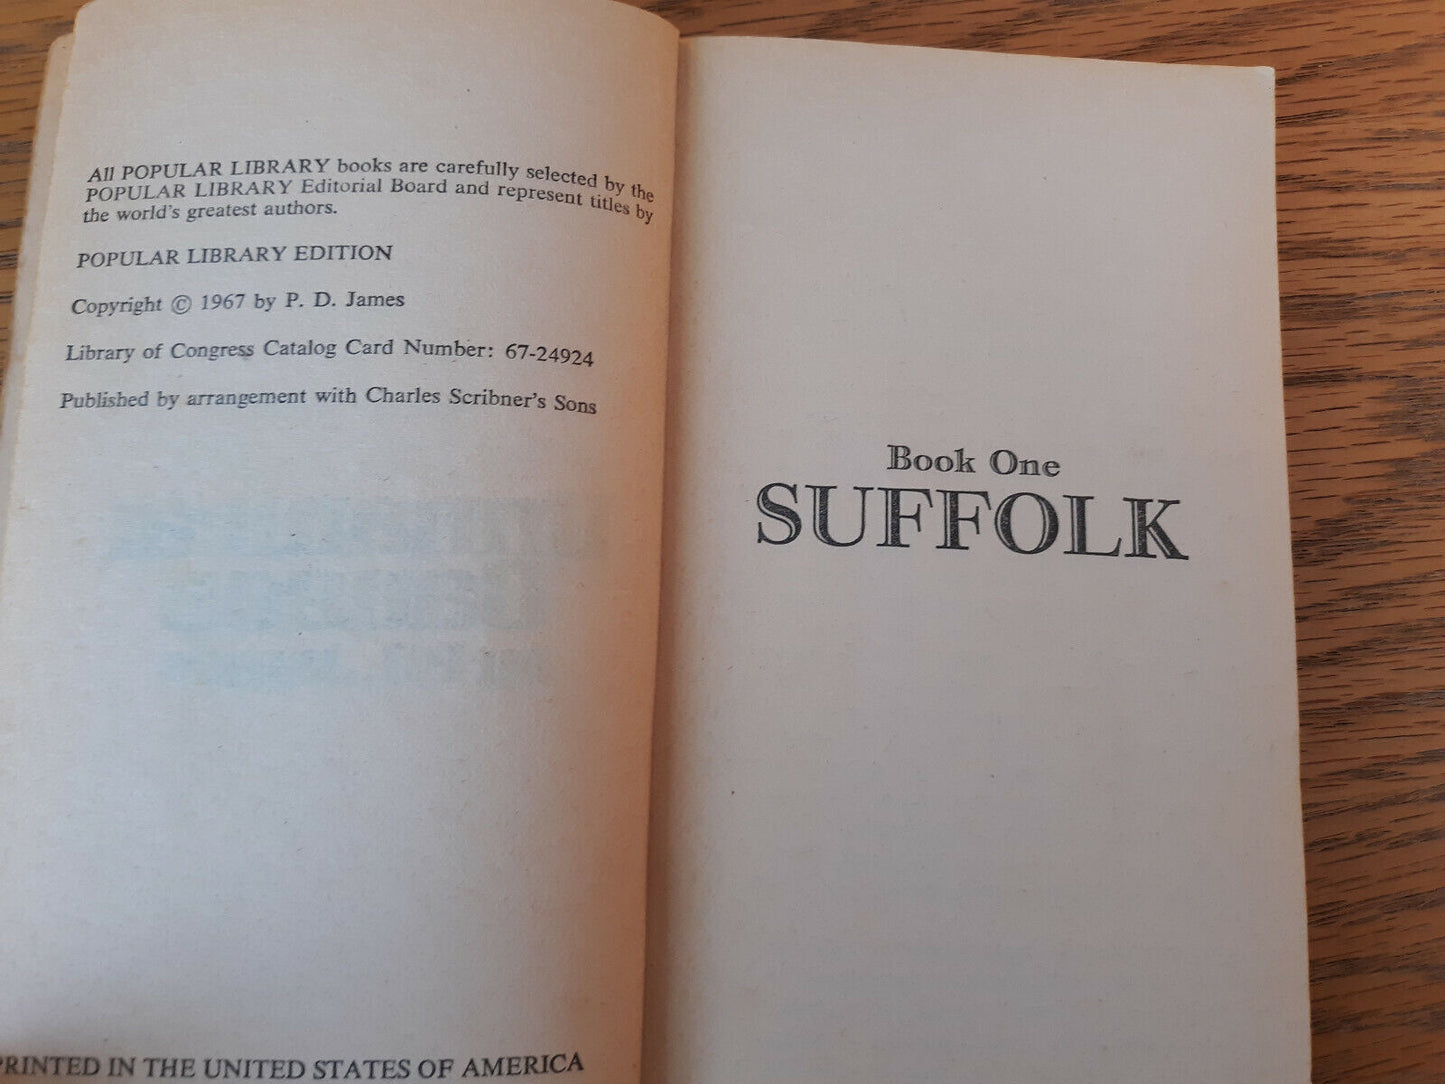 All POPULAR LIBRARY books are carefully selected by the
POPULAR LIBRARY Editorial Board and represent titles by
the world's greatest authors.
POPULAR LIBRARY EDITION
Copyright © 1967 by P. D. James
Library of Congress Catalog Card Number: 67-24924
Published by arrangement with Charles Scribner's Sons
PRINTED IN THE UNITED STATES OF AMERICA
Book One
SUFFOLK